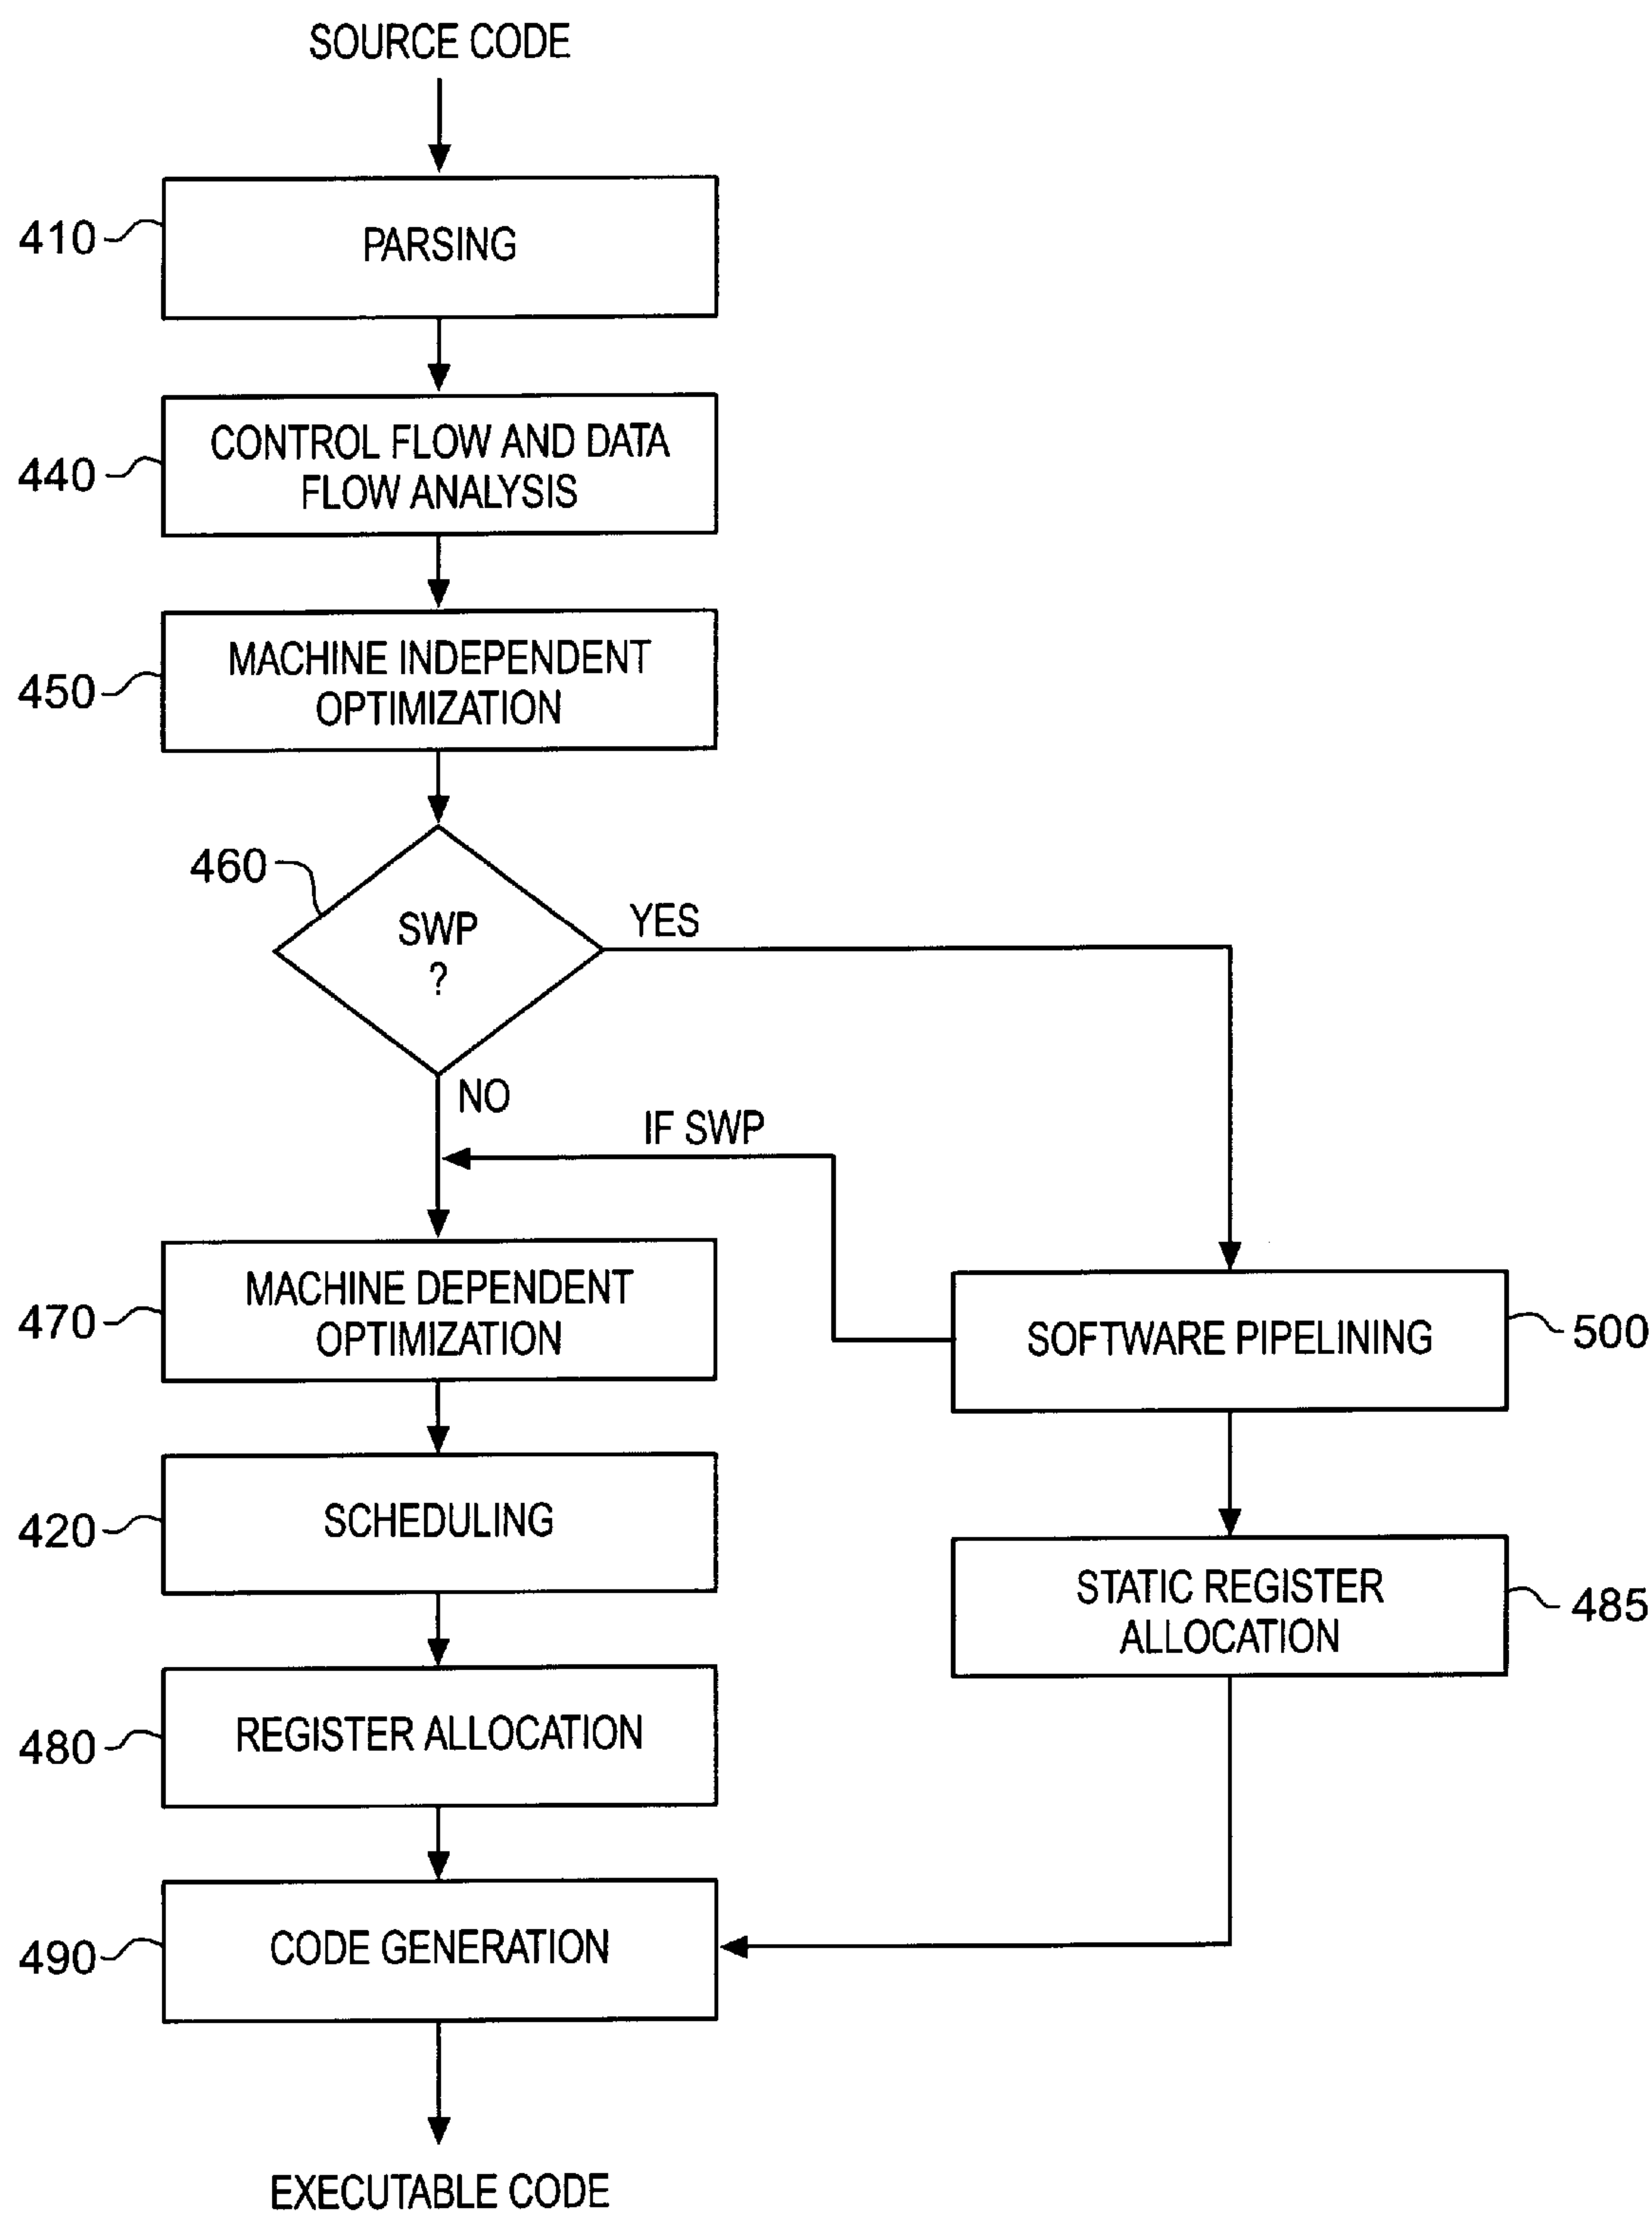 SOURCE CODE
410
PARSING
440
CONTROL FLOW AND DATA
FLOW ANALYSIS
450
MACHINE INDEPENDENT
OPTIMIZATION
460
SWP
?
YES
NO
IF SWP
470
MACHINE DEPENDENT
OPTIMIZATION
SOFTWARE PIPELINING
500
420
SCHEDULING
STATIC REGISTER
ALLOCATION
485
480
REGISTER ALLOCATION
490
CODE GENERATION
EXECUTABLE CODE